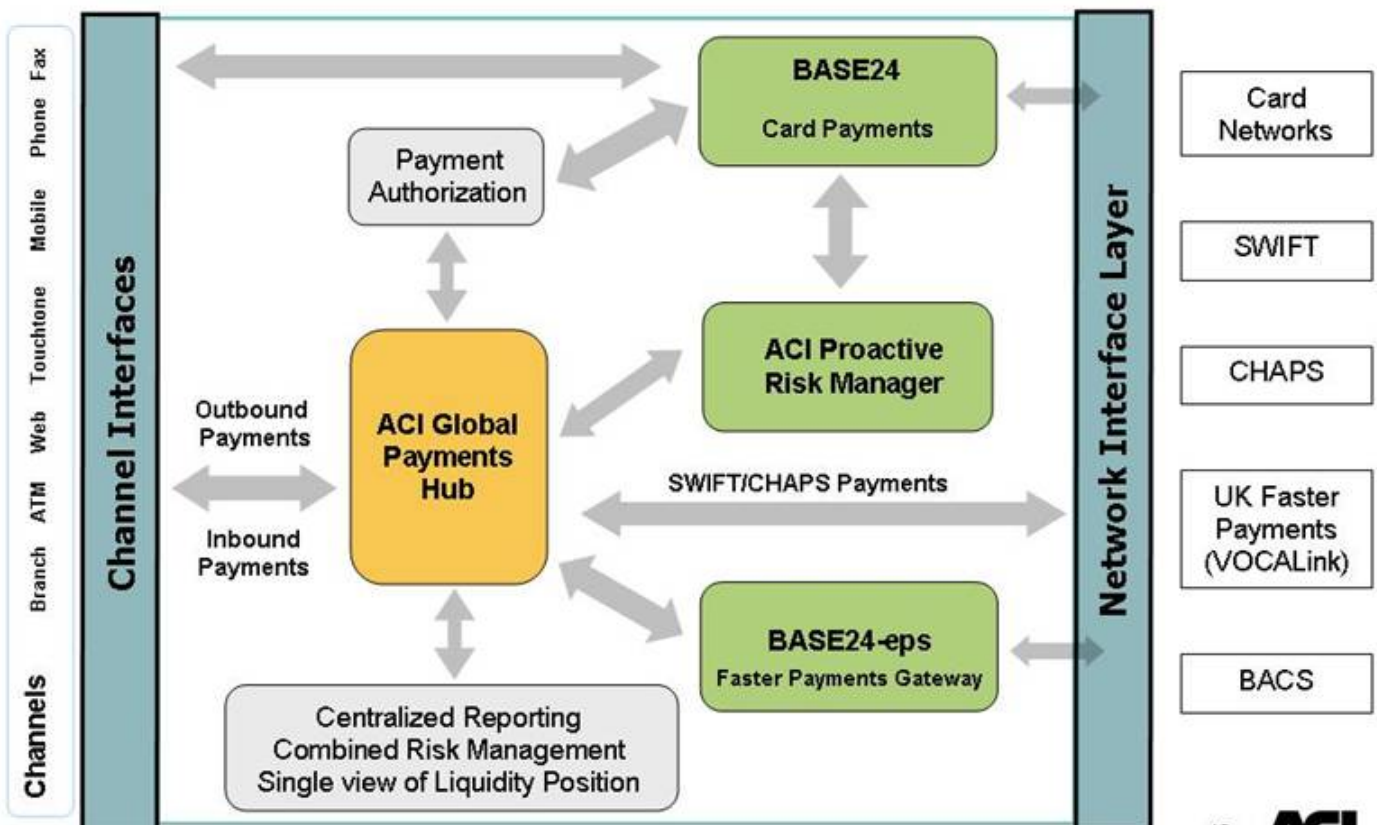 Fax
Phone
Mobile
Touchtone
Web
ATM
Branch
Channels
Channel Interfaces
BASE24
Card Payments
Payment
Authorization
ACI Proactive
Risk Manager
ACI Global
Payments
Hub
Outbound
Payments
Inbound
Payments
SWIFT/CHAPS Payments
BASE24-eps
Faster Payments Gateway
Centralized Reporting
Combined Risk Management
Single view of Liquidity Position
Network Interface Layer
Card
Networks
SWIFT
CHAPS
UK Faster
Payments
(VOCALink)
BACS
ACI